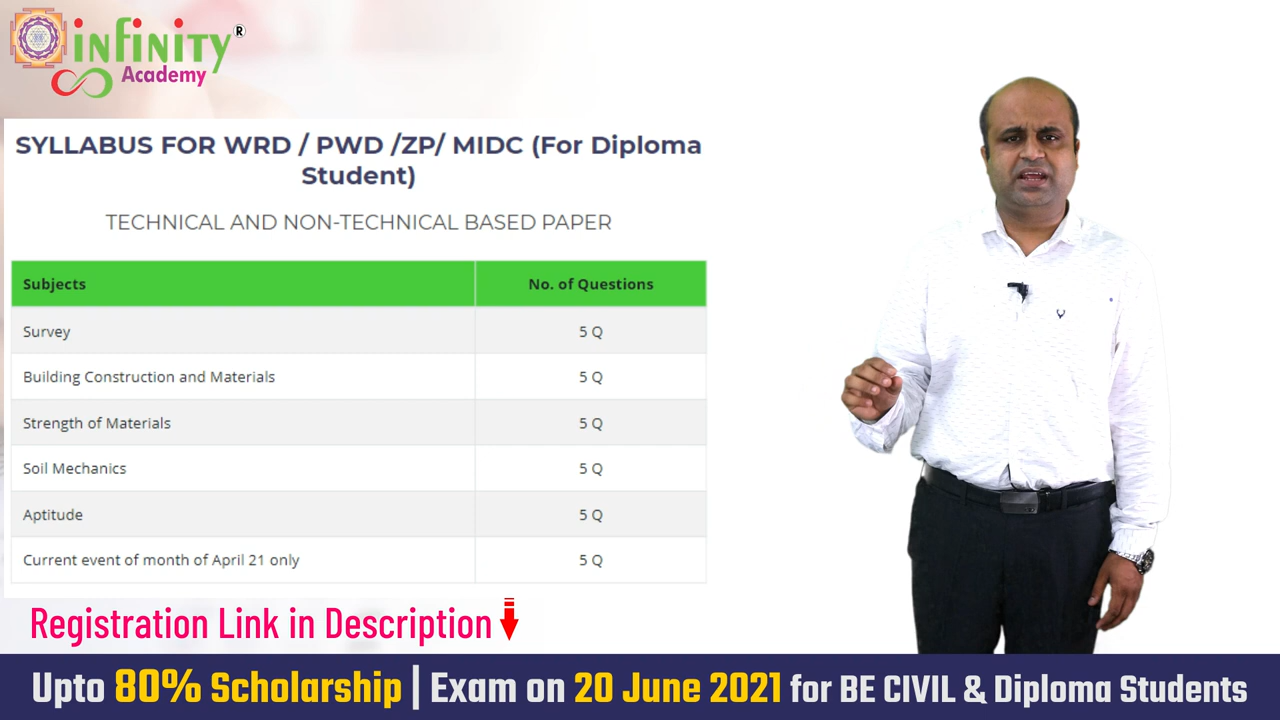 infinity®
Academy
SYLLABUS FOR WRD / PWD /ZP/ MIDC (For Diploma
Student)
TECHNICAL AND NON-TECHNICAL BASED PAPER
Subjects No. of Questions
Survey 5 Q
Building Construction and Materials 5 Q
Strength of Materials 5 Q
Soil Mechanics 5 Q
Aptitude 5 Q
Current event of month of April 21 only 5 Q
Registration Link in Description
Upto 80% Scholarship | Exam on 20 June 2021 for BE CIVIL & Diploma Students